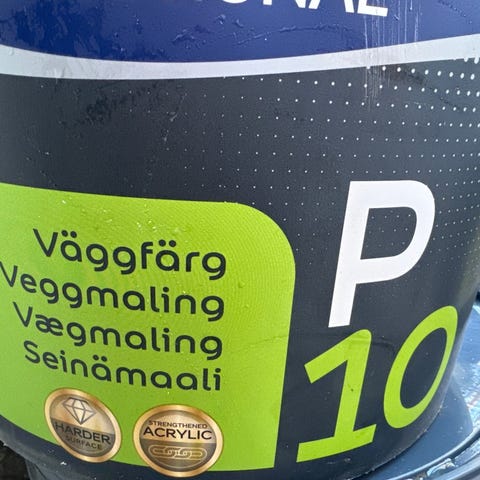 Väggfärg
Veggmaling
Vægmaling
Seinämaali
P
10
HARDER
SURFACE
STRENGTHENED
ACRYLIC